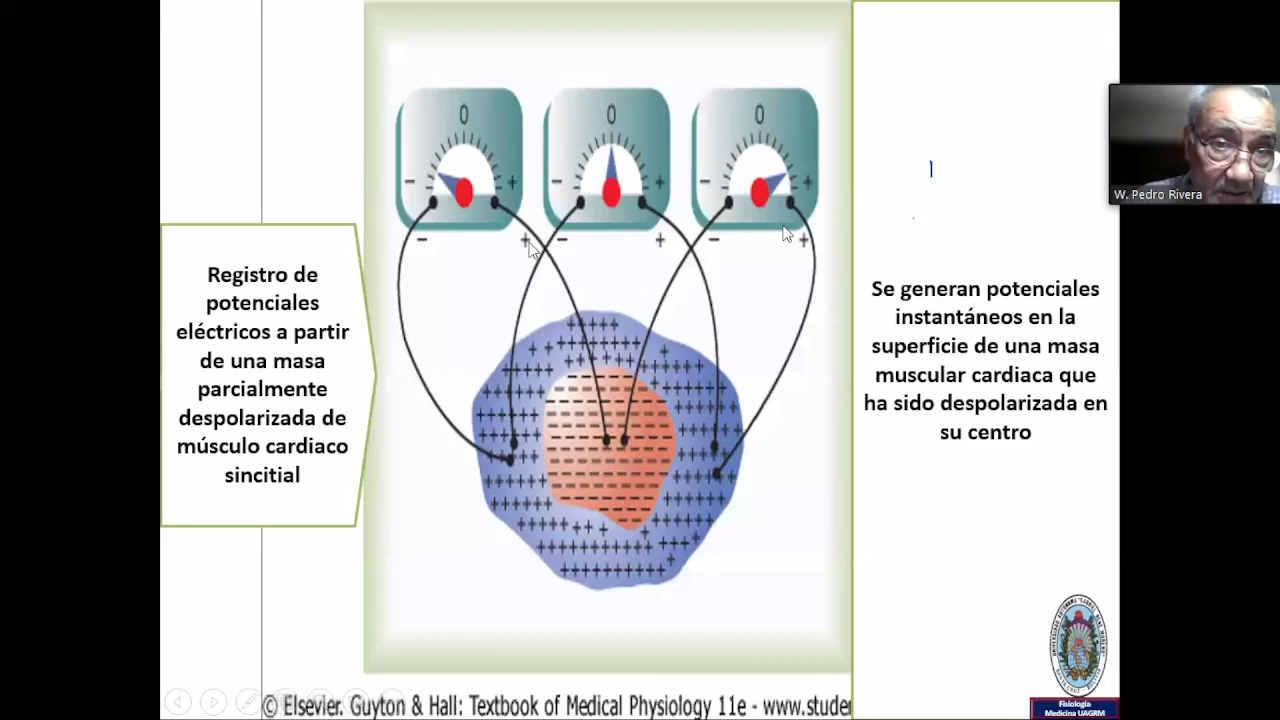 0
0
0
- +
- +
- +
- +
- +
- +
W. Pedro Rivera
Registro de
potenciales
eléctricos a partir
de una masa
parcialmente
despolarizada de
músculo cardiaco
sincitial
Se generan potenciales
instantáneos en la
superficie de una masa
muscular cardiaca que
ha sido despolarizada en
su centro
Fisiología
Medicina UAGRM
© Elsevier. Guyton & Hall: Textbook of Medical Physiology 11e - www.stude